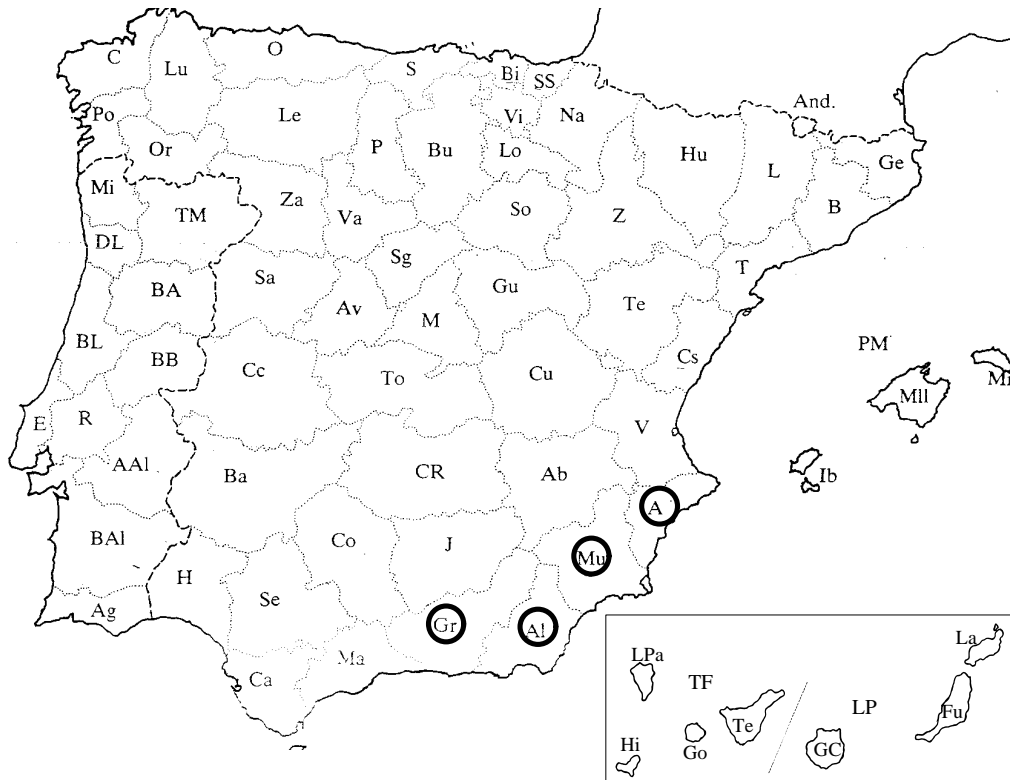 O
C
Lu
S
Bi
SS
And.
Po
Le
Vi
Na
Or
P
Bu
Lo
Hu
L
Ge
Mi
Za
TM
Va
So
Z
B
DL
Sg
T
BA
Sa
Av
M
Gu
Te
BL
BB
Cc
To
Cu
Cs
PM
Mll
Mi
E
R
V
AAl
Ba
CR
Ab
Ib
A
BAl
Co
J
Mu
H
Se
Ag
Gr
Al
Ma
Ca
LPa
TF
La
Te
LP
Fu
Hi
Go
GC